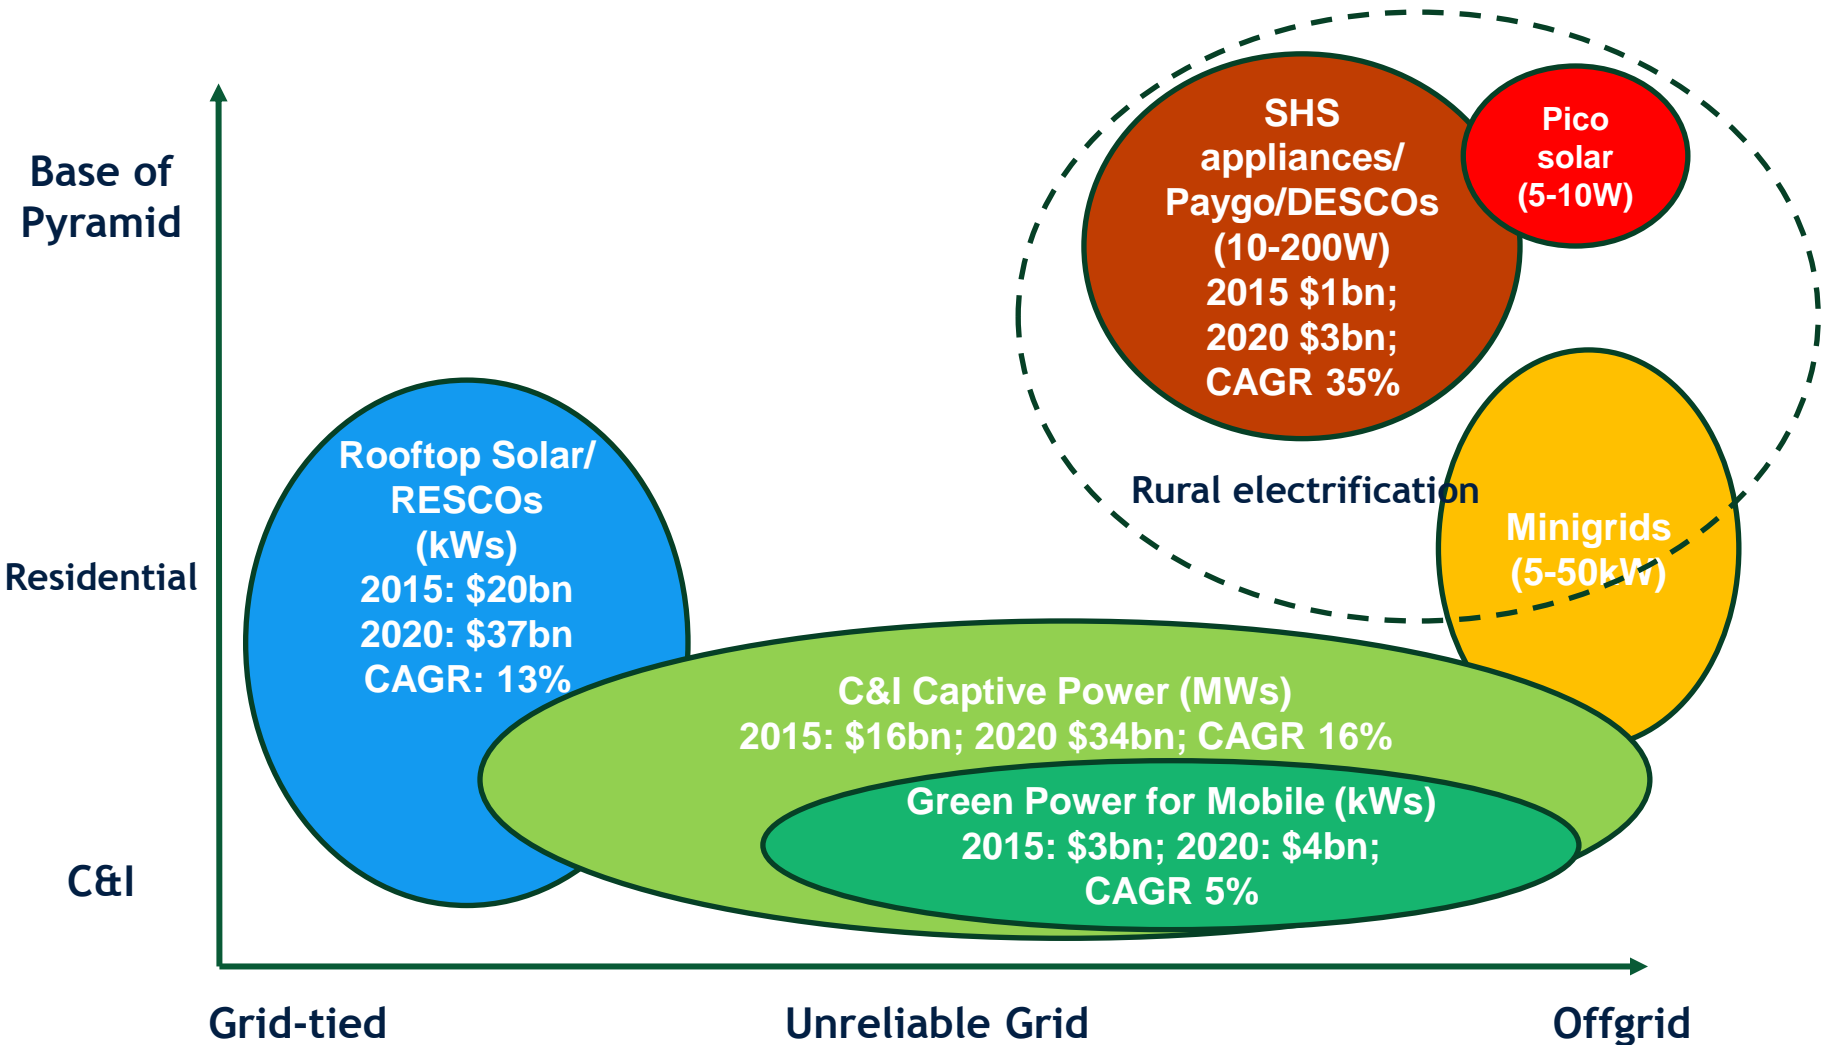 Base of
Pyramid
Residential
C&I
SHS
appliances/
Paygo/DESCOs
(10-200W)
2015 $1bn;
2020 $3bn;
CAGR 35%
Pico
solar
(5-10W)
Rural electrification
Minigrids
(5-50kW)
Rooftop Solar/
RESCOs
(kWs)
2015: $20bn
2020: $37bn
CAGR: 13%
C&I Captive Power (MWs)
2015: $16bn; 2020 $34bn; CAGR 16%
Green Power for Mobile (kWs)
2015: $3bn; 2020: $4bn;
CAGR 5%
Grid-tied
Unreliable Grid
Offgrid